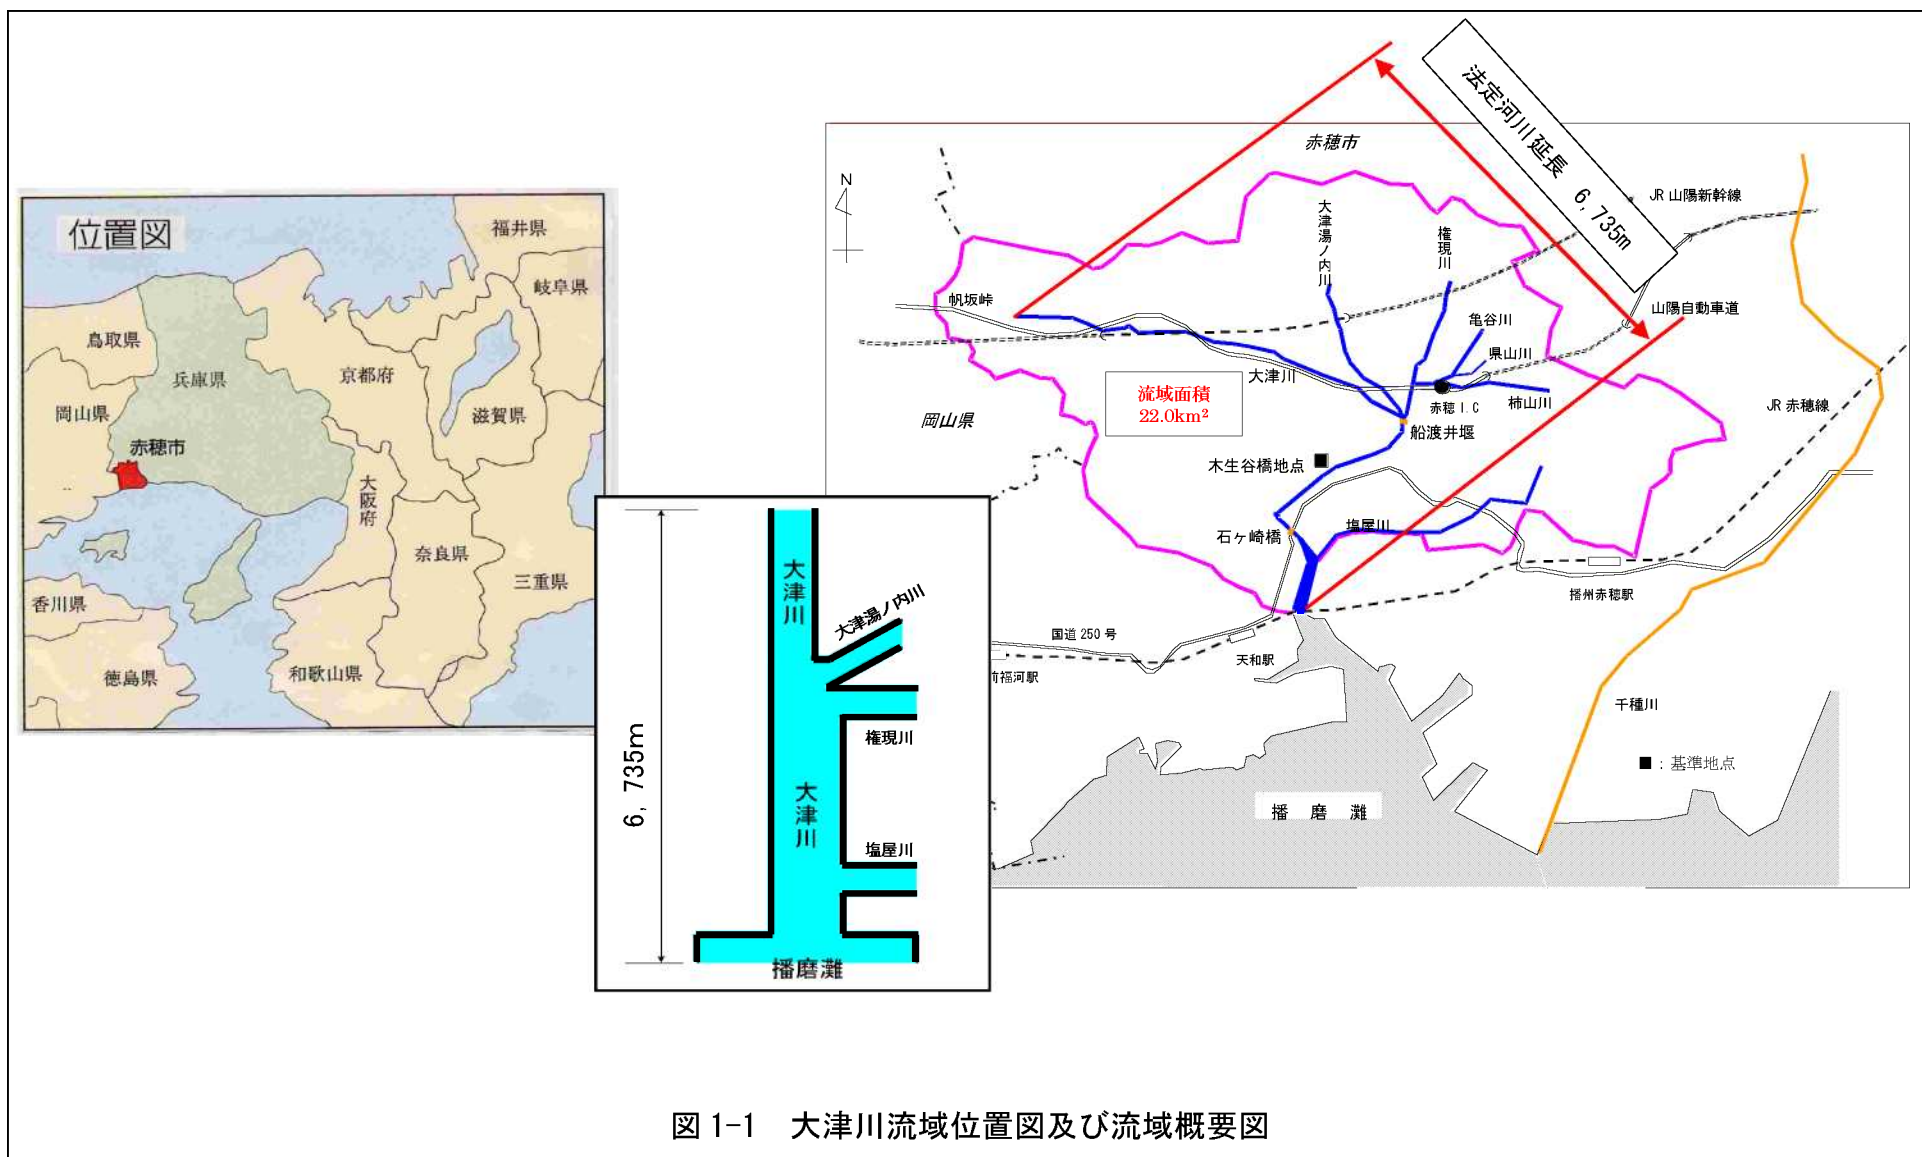 位置図
福井県
岐阜県
鳥取県
兵庫県
京都府
滋賀県
岡山県
赤穂市
大阪府
奈良県
三重県
香川県
徳島県
和歌山県
法定河川延長 6,735m
赤穂市
N
JR山陽新幹線
大津湯ノ内川
権現川
帆坂峠
亀谷川
県山川
山陽自動車道
大津川
流域面積
22.0km²
赤穂I.C
柿山川
JR赤穂線
岡山県
船渡井堰
木生谷橋地点
石ヶ崎橋
塩屋川
播州赤穂駅
国道250号
天和駅
福河駅
千種川
■:基準地点
播磨灘
6,735m
大津川
大津湯ノ内川
権現川
大津川
塩屋川
播磨灘
図1-1 大津川流域位置図及び流域概要図